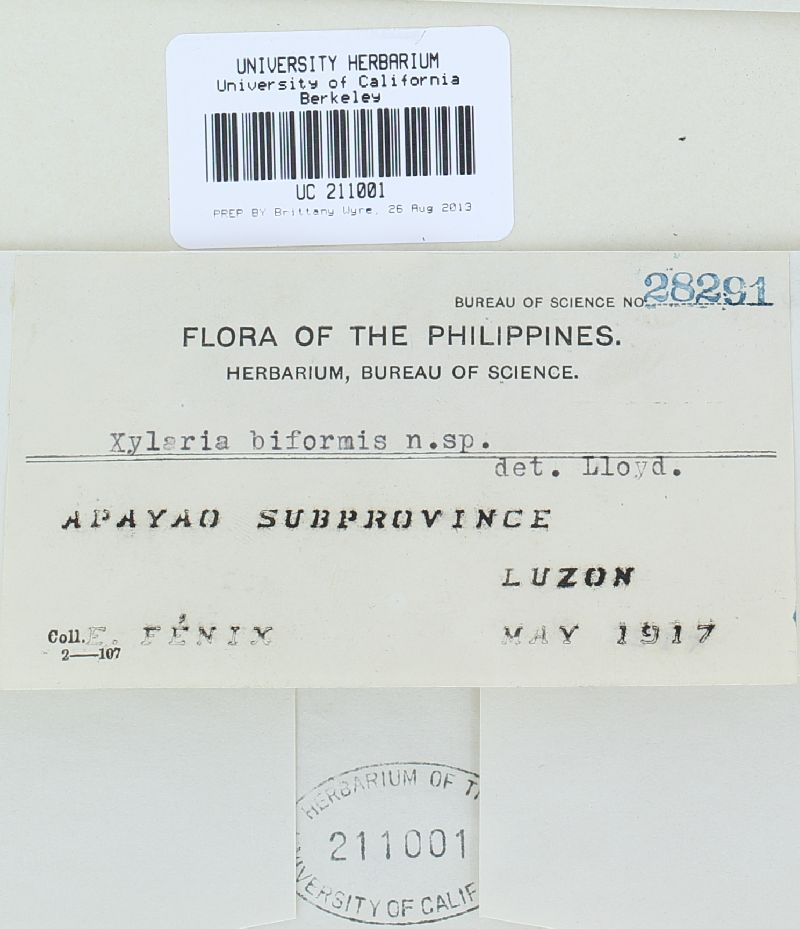 UNIVERSITY HERBARIUM
University of California
Berkeley
UC 211001
PREP BY Brittany Wyre, 26 Aug 2013
BUREAU OF SCIENCE NO. 28291
FLORA OF THE PHILIPPINES.
HERBARIUM, BUREAU OF SCIENCE.
Xylaria biformis n.sp.
det. Lloyd.
APAYAO SUBPROVINCE
LUZON
Coll. E. FÉNIX MAY 1917
2—107
HERBARIUM OF
211001
UNIVERSITY OF CALIF